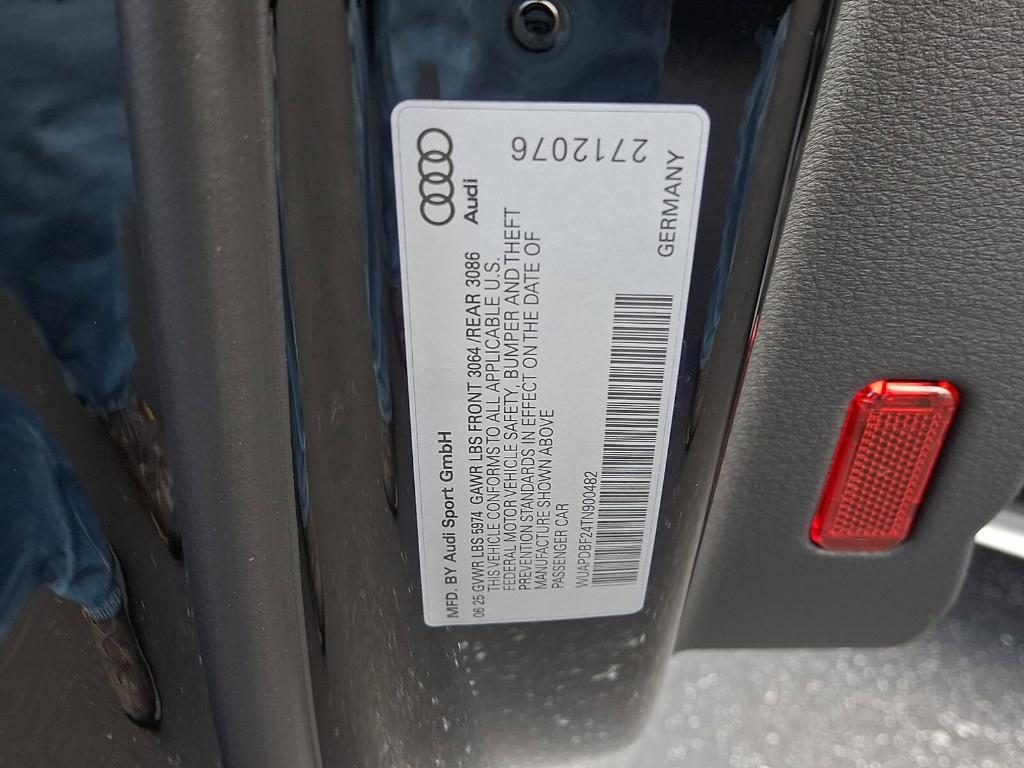 Audi
MFD. BY Audi Sport GmbH
06.25 GVWR LBS 5974 GAWR LBS FRONT 3064 /REAR 3086
THIS VEHICLE CONFORMS TO ALL APPLICABLE U.S.
FEDERAL MOTOR VEHICLE SAFETY, BUMPER AND THEFT
PREVENTION STANDARDS IN EFFECT ON THE DATE OF
MANUFACTURE SHOWN ABOVE
PASSENGER CAR
WUAPDBF24TN900482
GERMANY
2712076